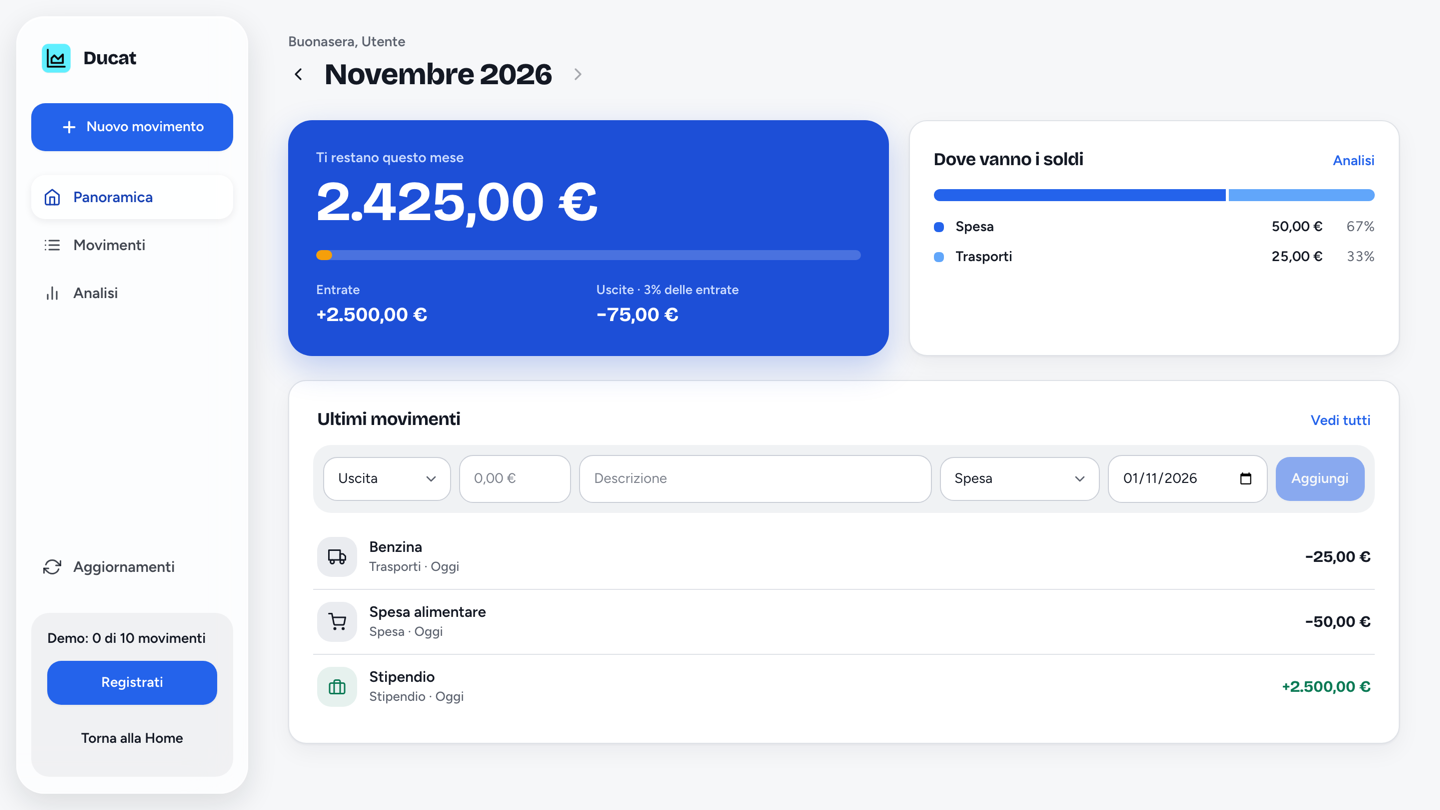 Ducat
Nuovo movimento
Panoramica
Movimenti
Analisi
Aggiornamenti
Demo: 0 di 10 movimenti
Registrati
Torna alla Home
Buonasera, Utente
Novembre 2026
Ti restano questo mese
2.425,00 €
Entrate
+2.500,00 €
Uscite · 3% delle entrate
−75,00 €
Dove vanno i soldi
Analisi
Spesa 50,00 € 67%
Trasporti 25,00 € 33%
Ultimi movimenti
Vedi tutti
Uscita 0,00 € Descrizione Spesa 01/11/2026 Aggiungi
Benzina
Trasporti · Oggi
−25,00 €
Spesa alimentare
Spesa · Oggi
−50,00 €
Stipendio
Stipendio · Oggi
+2.500,00 €